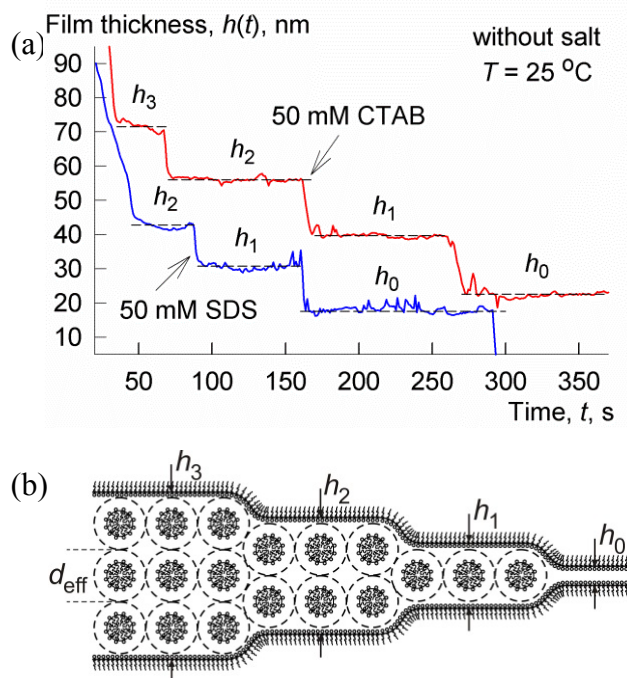 (a)
Film thickness, h(t), nm
without salt
T = 25 °C
90
80
70
60
50
40
30
20
10
h₃
50 mM CTAB
h₂
h₂
h₁
h₁
h₀
h₀
50 mM SDS
50 100 150 200 250 300 350
Time, t, s
(b)
h₃
h₂
h₁
h₀
d_eff